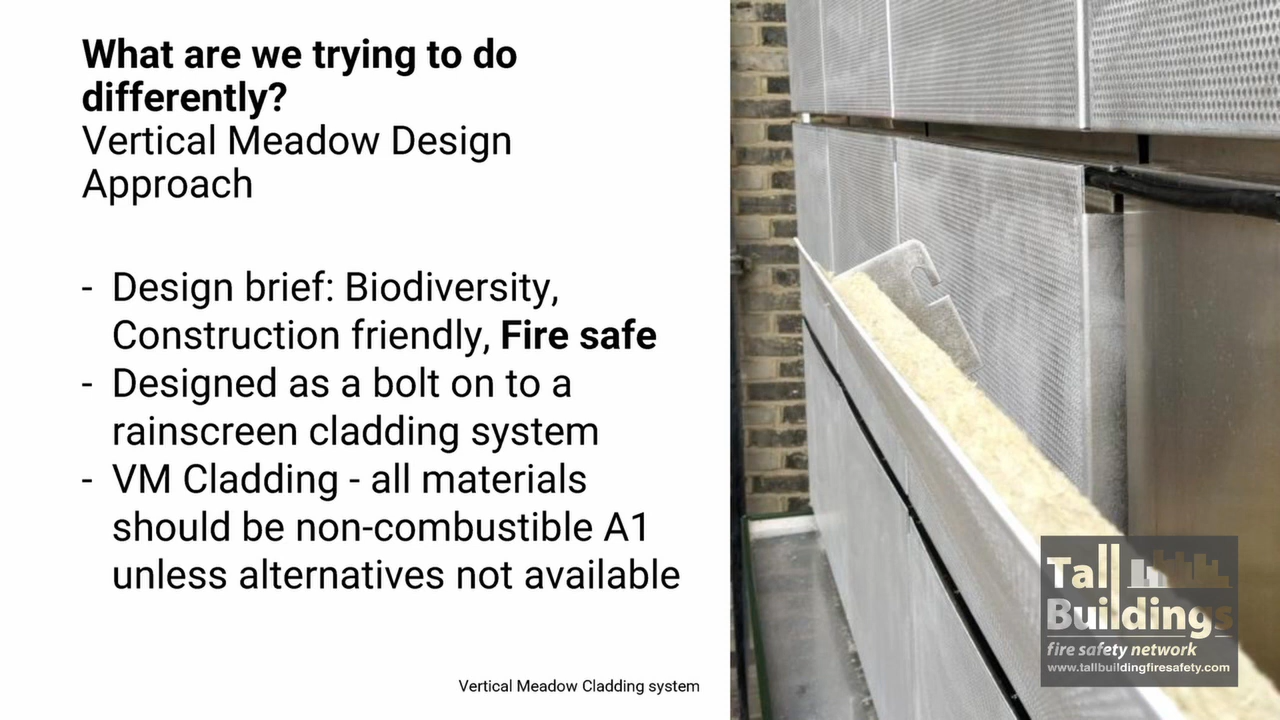 What are we trying to do
differently?
Vertical Meadow Design
Approach
- Design brief: Biodiversity,
Construction friendly, Fire safe
- Designed as a bolt on to a
rainscreen cladding system
- VM Cladding - all materials
should be non-combustible A1
unless alternatives not available
Vertical Meadow Cladding system
Tall
Buildings
fire safety network
www.tallbuildingfiresafety.com